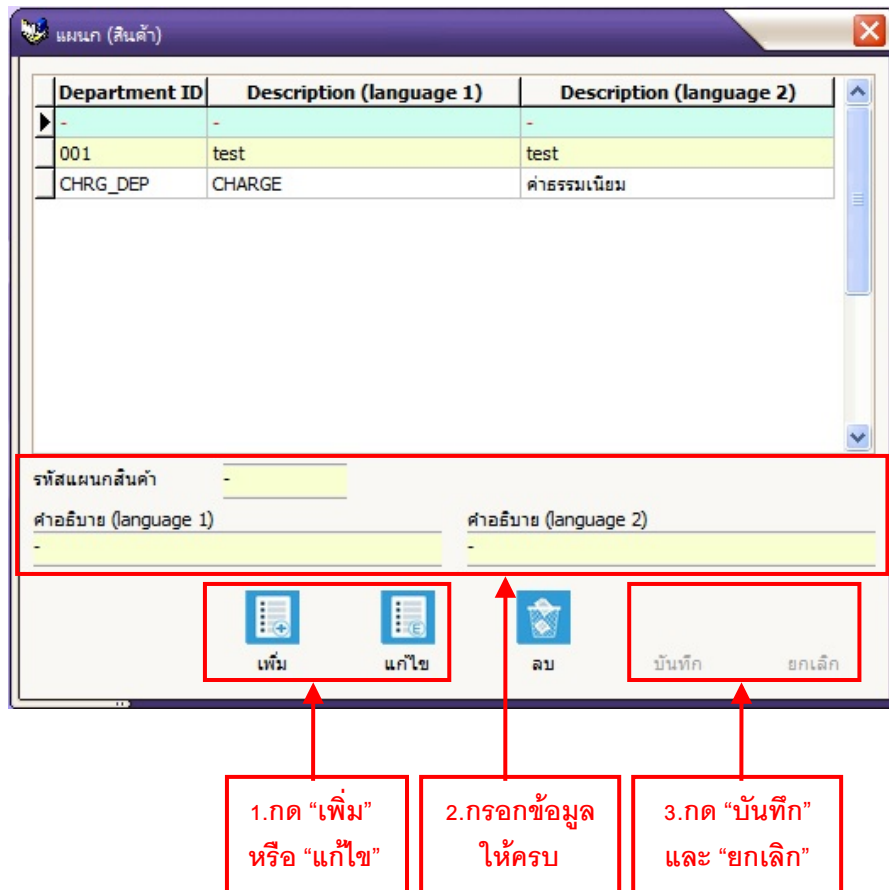 แผนก (สินค้า)
Department ID Description (language 1) Description (language 2)
- - -
001 test test
CHRG_DEP CHARGE ค่าธรรมเนียม
รหัสแผนกสินค้า -
คำอธิบาย (language 1) คำอธิบาย (language 2)
- -
เพิ่ม แก้ไข ลบ บันทึก ยกเลิก
1.กด “เพิ่ม”
หรือ “แก้ไข”
2.กรอกข้อมูล
ให้ครบ
3.กด “บันทึก”
และ “ยกเลิก”